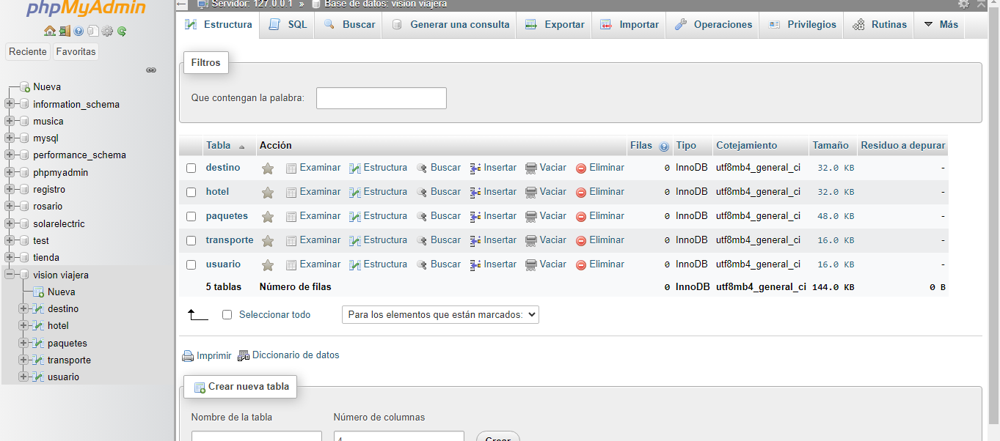 phpMyAdmin
Reciente Favoritas
Nueva
information_schema
musica
mysql
performance_schema
phpmyadmin
registro
rosario
solarelectric
test
tienda
vision viajera
Nueva
destino
hotel
paquetes
transporte
usuario
Servidor: 127.0.0.1 » Base de datos: vision viajera
Estructura SQL Buscar Generar una consulta Exportar Importar Operaciones Privilegios Rutinas Más
Filtros
Que contengan la palabra:
Tabla Acción Filas Tipo Cotejamiento Tamaño Residuo a depurar
destino Examinar Estructura Buscar Insertar Vaciar Eliminar 0 InnoDB utf8mb4_general_ci 32.0 KB -
hotel Examinar Estructura Buscar Insertar Vaciar Eliminar 0 InnoDB utf8mb4_general_ci 32.0 KB -
paquetes Examinar Estructura Buscar Insertar Vaciar Eliminar 0 InnoDB utf8mb4_general_ci 48.0 KB -
transporte Examinar Estructura Buscar Insertar Vaciar Eliminar 0 InnoDB utf8mb4_general_ci 16.0 KB -
usuario Examinar Estructura Buscar Insertar Vaciar Eliminar 0 InnoDB utf8mb4_general_ci 16.0 KB -
5 tablas Número de filas 0 InnoDB utf8mb4_general_ci 144.0 KB 0 B
Seleccionar todo Para los elementos que están marcados:
Imprimir Diccionario de datos
Crear nueva tabla
Nombre de la tabla Número de columnas
4 Crear